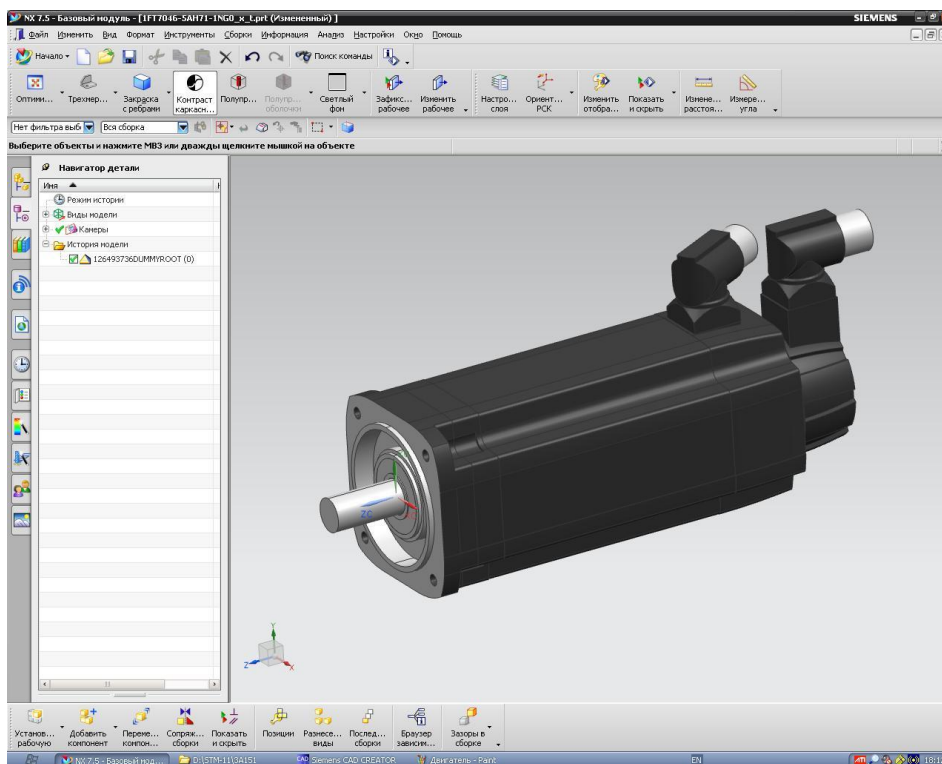 NX 7.5 - Базовый модуль - [1FT7046-5AH71-1NG0_x_t.prt (Измененный) ]
SIEMENS
Файл Изменить Вид Формат Инструменты Сборки Информация Анализ Настройки Окно Помощь
Начало
Поиск команды
Оптими... Трехмер... Закраска с ребрами Контраст каркасн... Полупр... Полупр... оболочки Светлый фон Зафикс... рабочее Изменить рабочее Настро... слоя Ориент... РСК Изменить отобра... Показать и скрыть Измене... расстоя... Измере... угла
Нет фильтра выб Вся сборка
Выберите объекты и нажмите МВ3 или дважды щелкните мышкой на объекте
Навигатор детали
Имя
Режим истории
Виды модели
Камеры
История модели
126493736DUMMYROOT (0)
ZC
Y
Z
X
Установ... рабочую Добавить компонент Переме... компон... Сопряж... сборки Показать и скрыть Позиции Разнесе... виды Послед... сборки Браузер зависим... Зазоры в сборке
NX 7.5 - Базовый мод... D:\STM-11\3A151 Siemens CAD CREATOR Двигатель - Paint EN